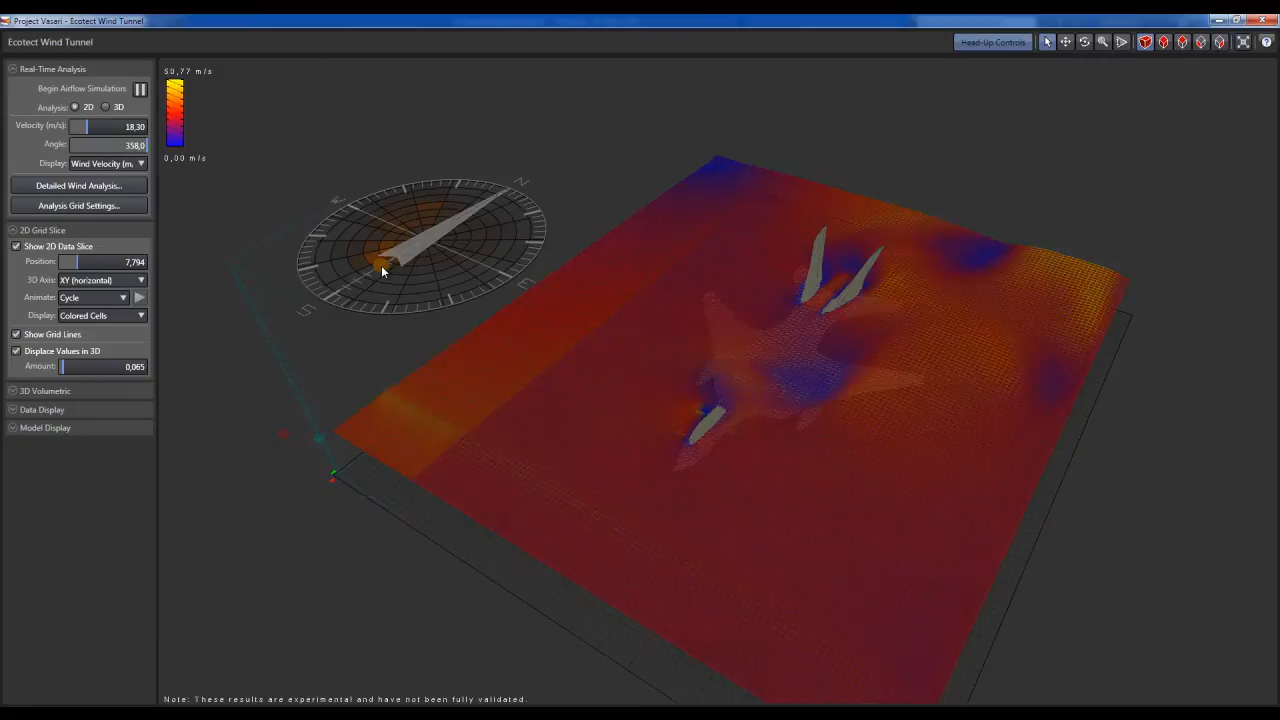 Project Vasari - Ecotect Wind Tunnel
Ecotect Wind Tunnel
Head-Up Controls
Real-Time Analysis
Begin Airflow Simulation:
Analysis: 2D 3D
Velocity (m/s): 18,30
Angle: 358,0
Display: Wind Velocity (m,
Detailed Wind Analysis...
Analysis Grid Settings...
2D Grid Slice
Show 2D Data Slice
Position: 7,794
3D Axis: XY (horizontal)
Animate: Cycle
Display: Colored Cells
Show Grid Lines
Displace Values in 3D
Amount: 0,065
3D Volumetric
Data Display
Model Display
50,77 m/s
0,00 m/s
N
S
E
Note: These results are experimental and have not been fully validated.